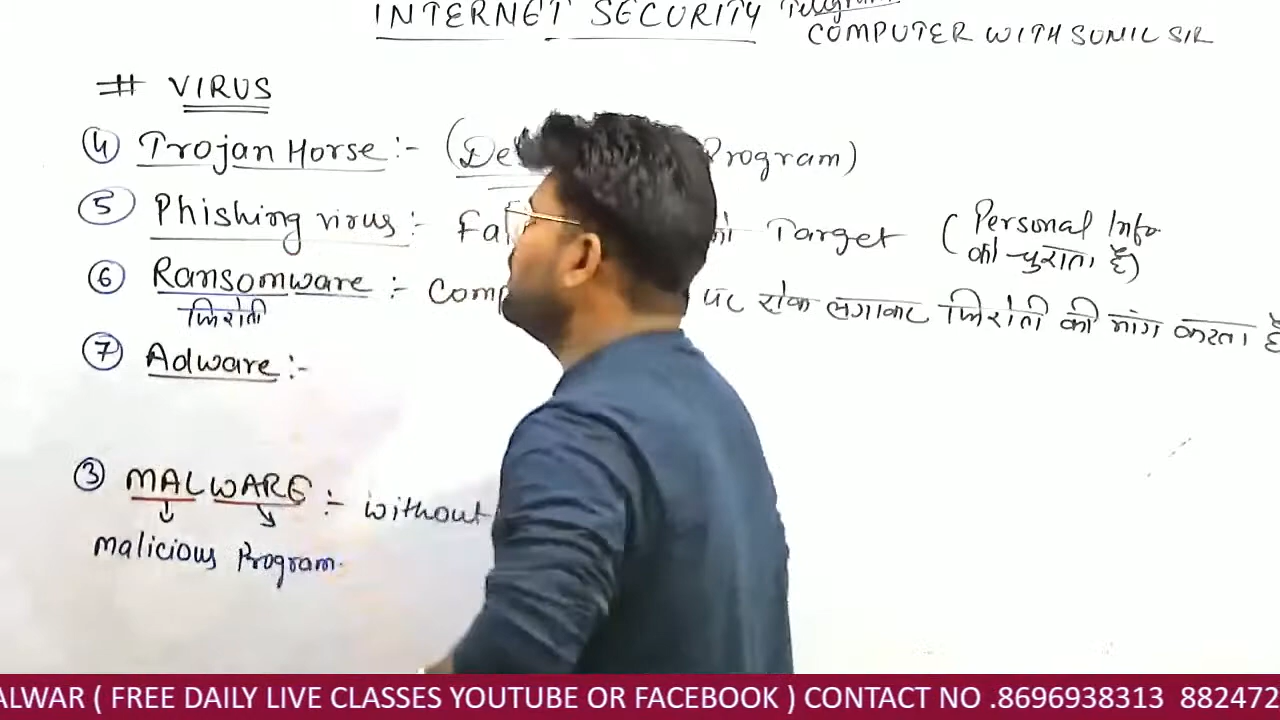 INTERNET SECURITY Telegram
COMPUTER WITH SUNIL SIR
# VIRUS
④ Trojan Horse :- (De Program)
⑤ Phishing virus :- Target (Personal Info
को चुराता है)
⑥ Ransomware :- Comp पर रोक लगाकर फिरौती की मांग करता है
फिरौती
⑦ Adware :-
③ MALWARE :- without
malicious Program.
ALWAR ( FREE DAILY LIVE CLASSES YOUTUBE OR FACEBOOK ) CONTACT NO .8696938313 882472